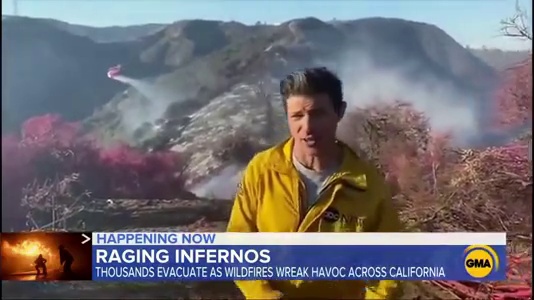 HAPPENING NOW
RAGING INFERNOS
THOUSANDS EVACUATE AS WILDFIRES WREAK HAVOC ACROSS CALIFORNIA
GMA